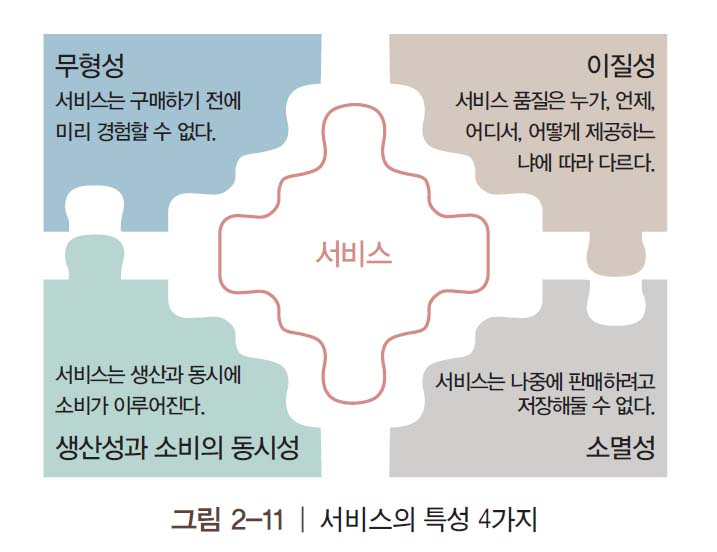 무형성
서비스는 구매하기 전에
미리 경험할 수 없다.
이질성
서비스 품질은 누가, 언제,
어디서, 어떻게 제공하느
냐에 따라 다르다.
서비스
서비스는 생산과 동시에
소비가 이루어진다.
생산성과 소비의 동시성
서비스는 나중에 판매하려고
저장해둘 수 없다.
소멸성
그림 2–11 | 서비스의 특성 4가지